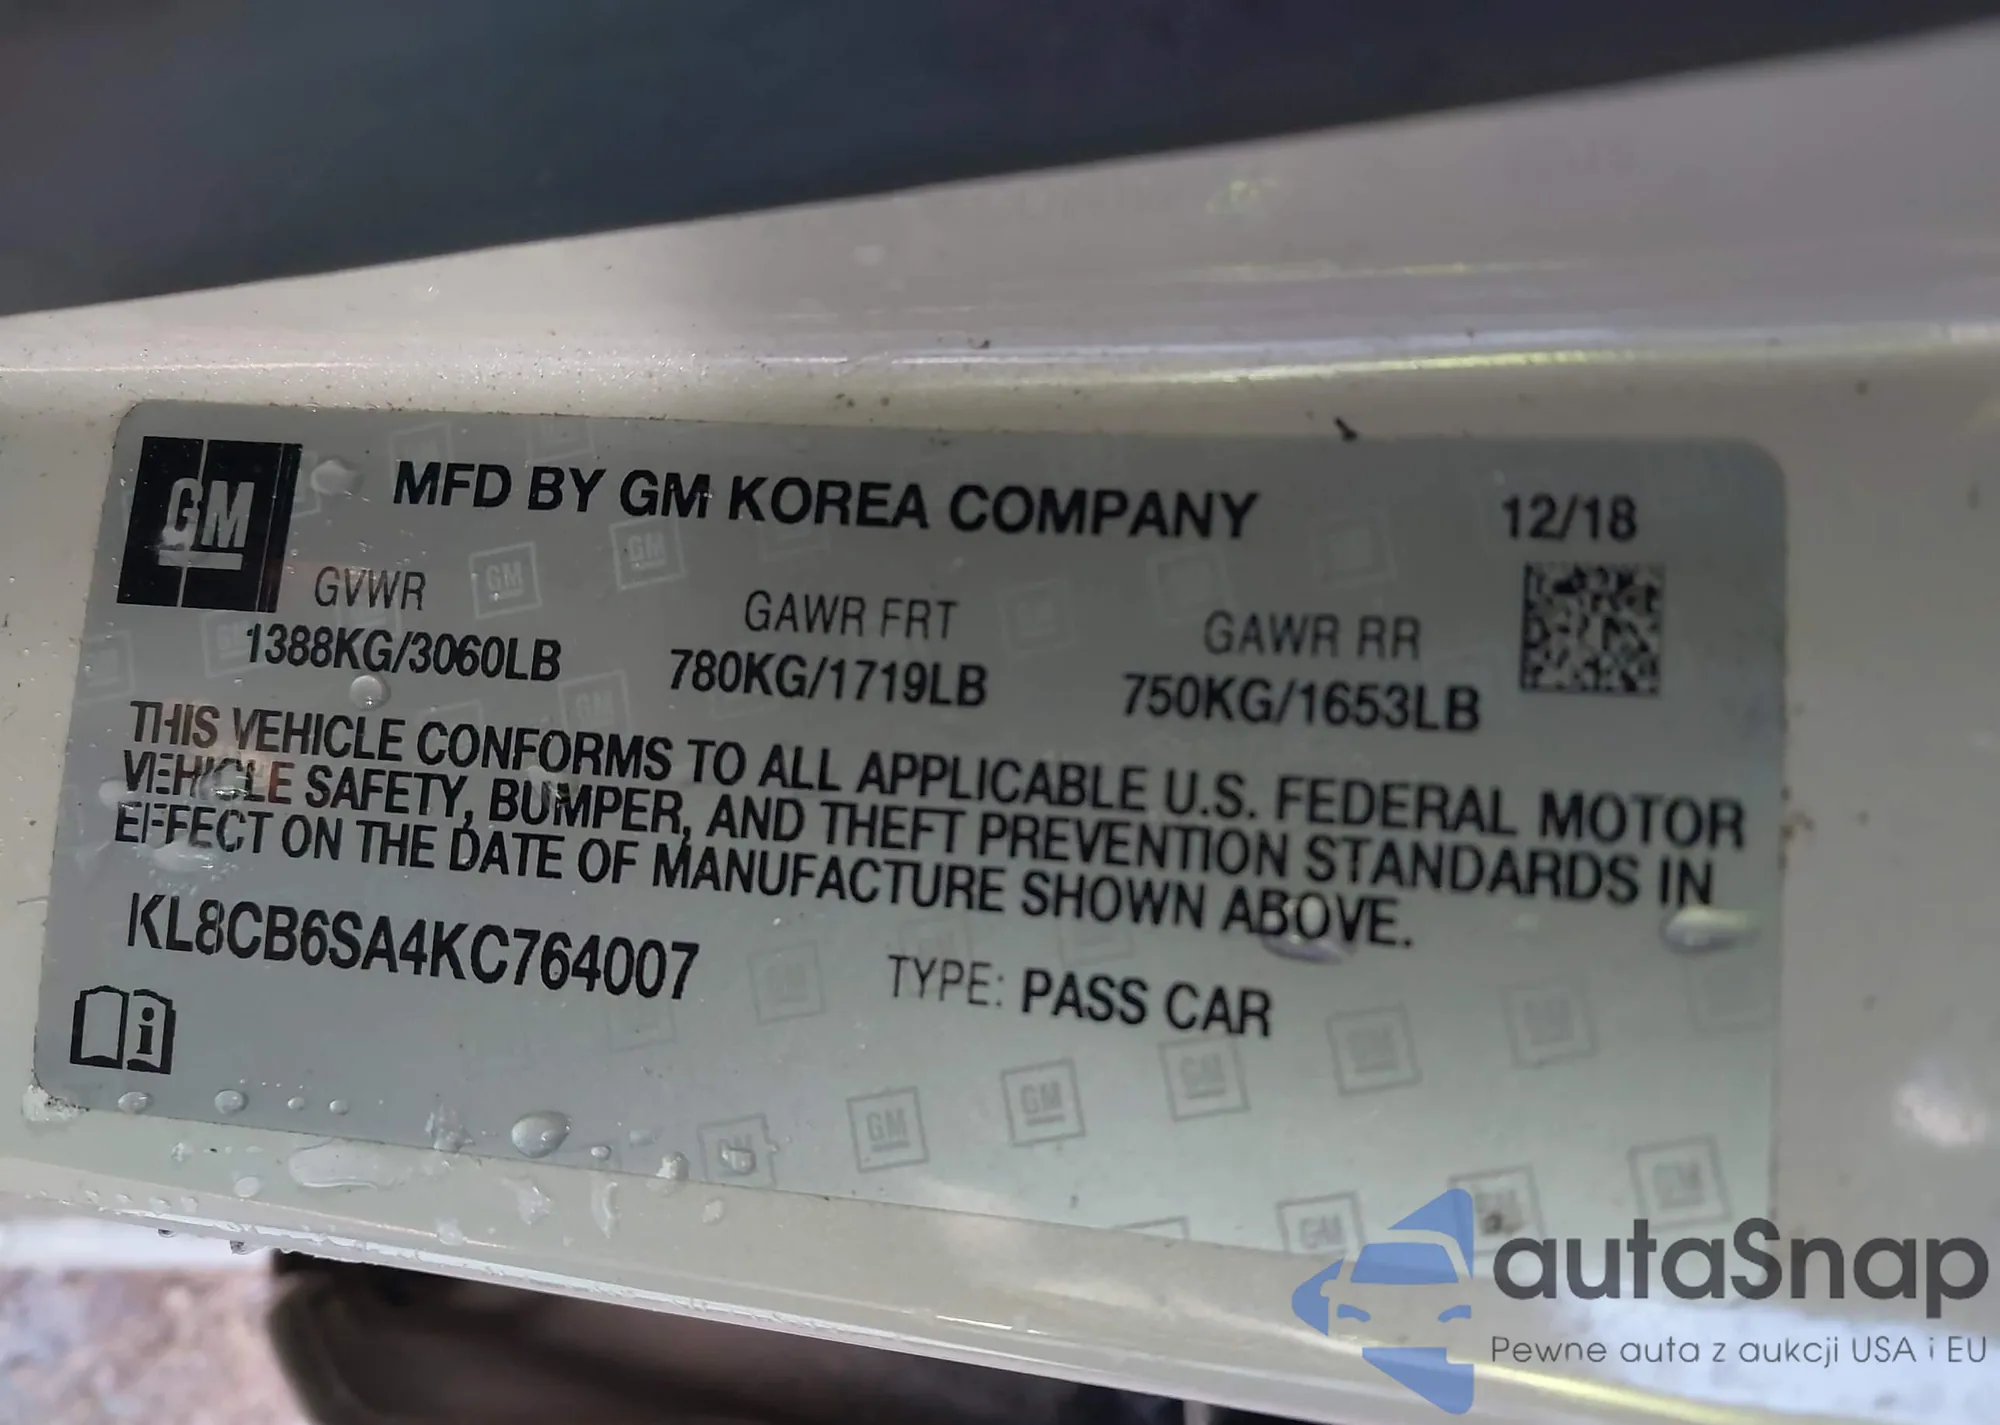 GM
MFD BY GM KOREA COMPANY 12/18
GVWR GAWR FRT GAWR RR
1388KG/3060LB 780KG/1719LB 750KG/1653LB
THIS VEHICLE CONFORMS TO ALL APPLICABLE U.S. FEDERAL MOTOR
VEHICLE SAFETY, BUMPER, AND THEFT PREVENTION STANDARDS IN
EFFECT ON THE DATE OF MANUFACTURE SHOWN ABOVE.
KL8CB6SA4KC764007 TYPE: PASS CAR
i
autaSnap
Pewne auta z aukcji USA i EU